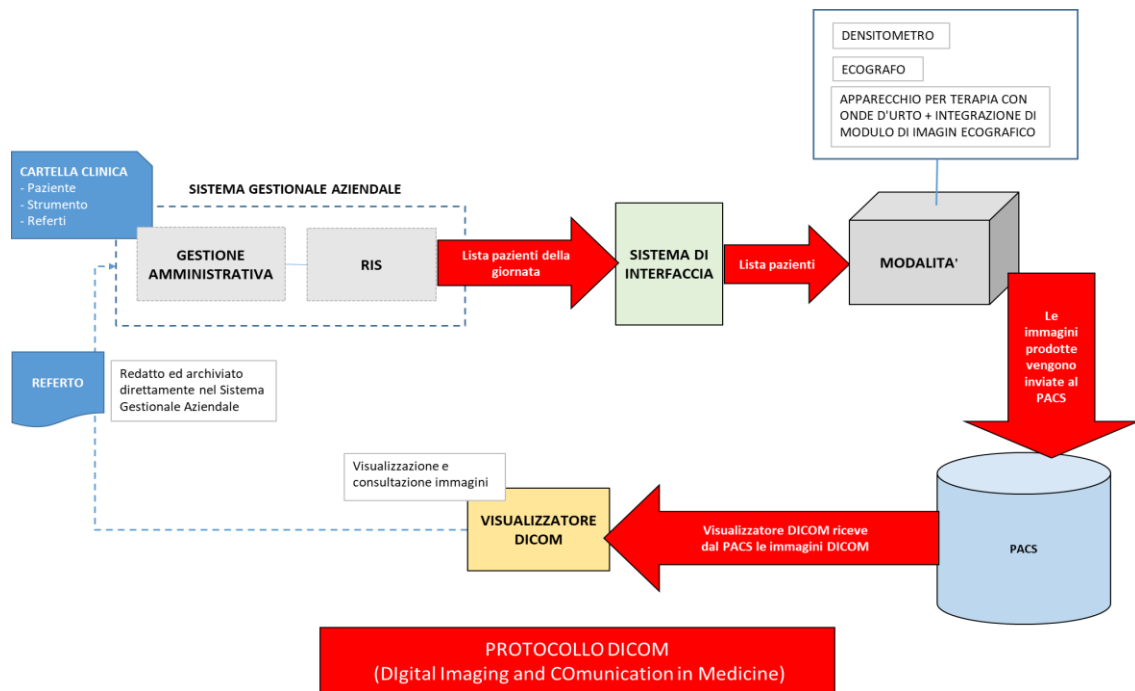 DENSITOMETRO
ECOGRAFO
APPARECCHIO PER TERAPIA CON
ONDE D'URTO + INTEGRAZIONE DI
MODULO DI IMAGIN ECOGRAFICO
CARTELLA CLINICA
- Paziente
- Strumento
- Referti
SISTEMA GESTIONALE AZIENDALE
GESTIONE
AMMINISTRATIVA
RIS
Lista pazienti della
giornata
SISTEMA DI
INTERFACCIA
Lista pazienti
MODALITA'
Le
immagini
prodotte
vengono
inviate al
PACS
REFERTO
Redatto ed archiviato
direttamente nel Sistema
Gestionale Aziendale
Visualizzazione e
consultazione immagini
VISUALIZZATORE
DICOM
Visualizzatore DICOM riceve
dal PACS le immagini DICOM
PACS
PROTOCOLLO DICOM
(DIgital Imaging and COmunication in Medicine)